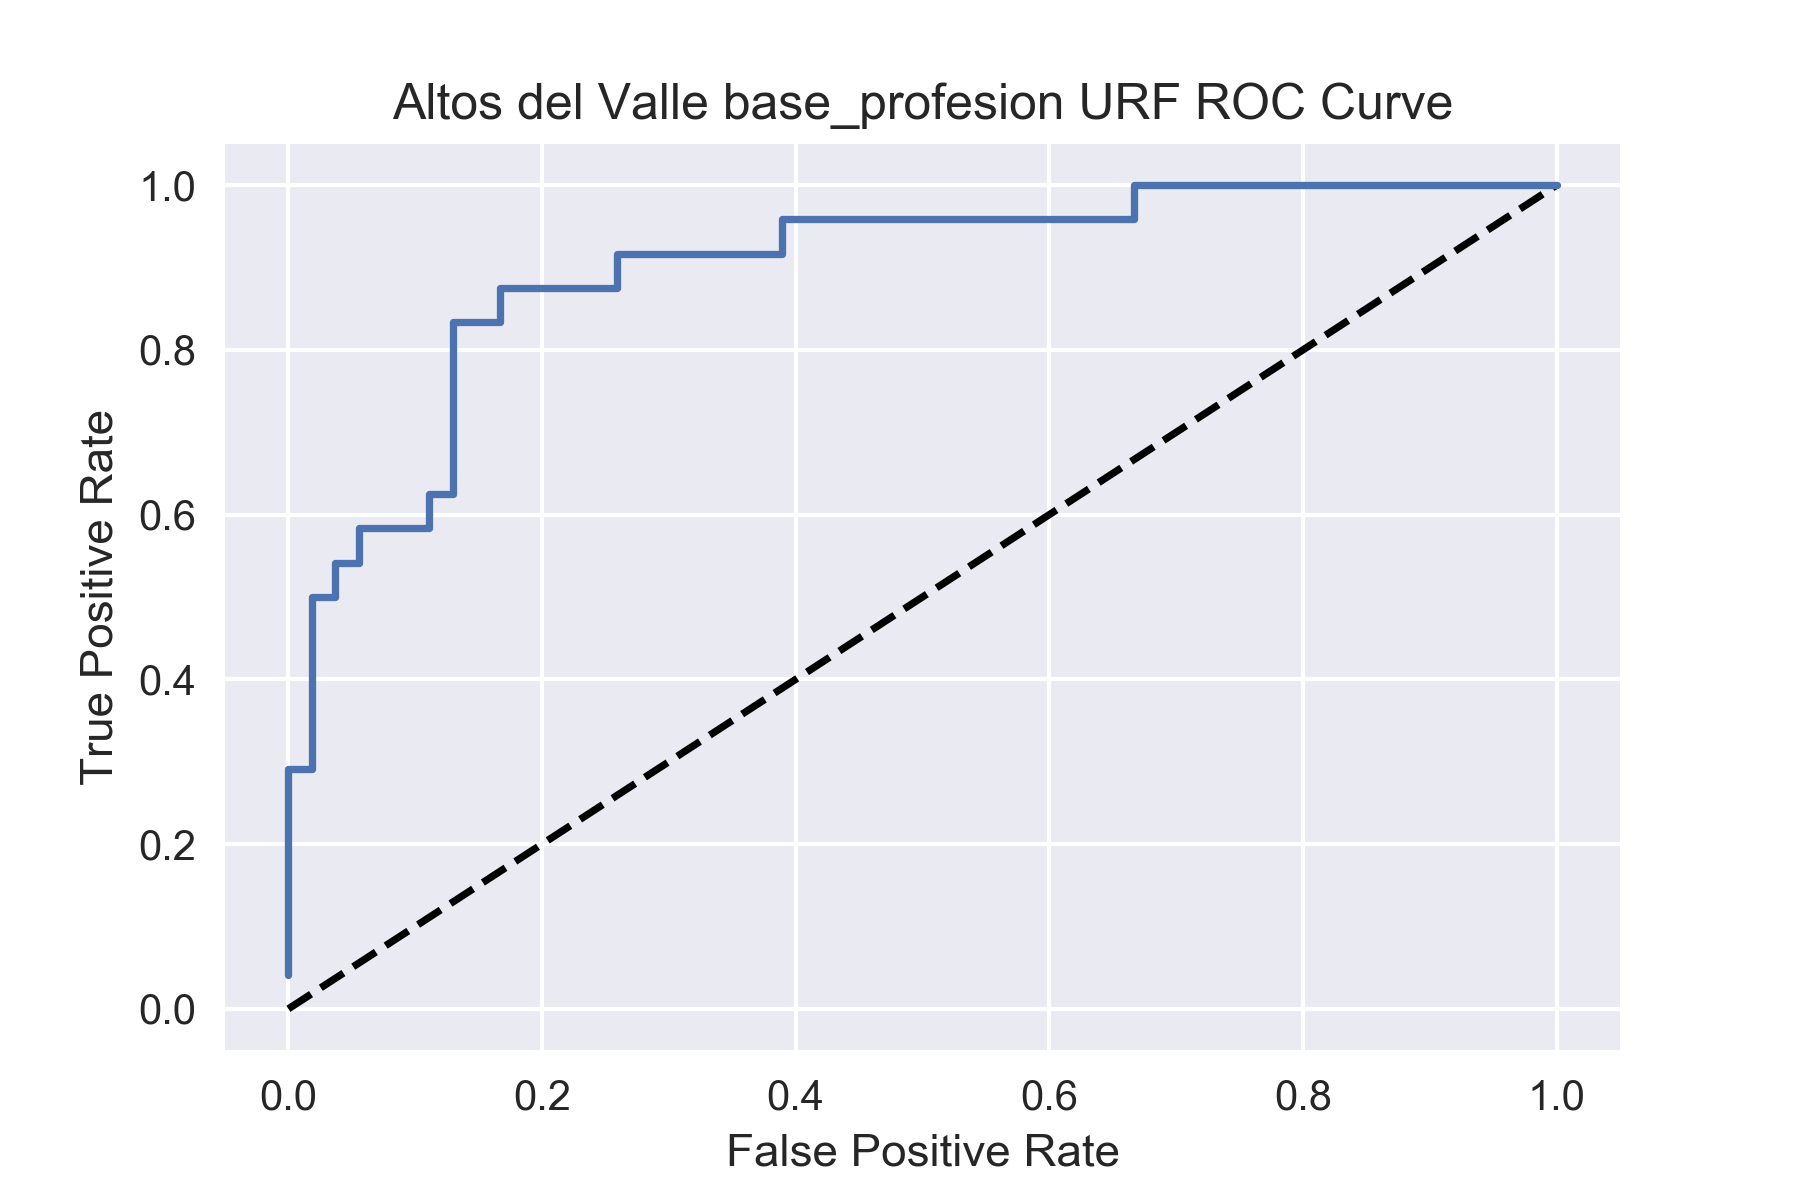 Altos del Valle base_profesion URF ROC Curve
True Positive Rate
1.0
0.8
0.6
0.4
0.2
0.0
0.0 0.2 0.4 0.6 0.8 1.0
False Positive Rate